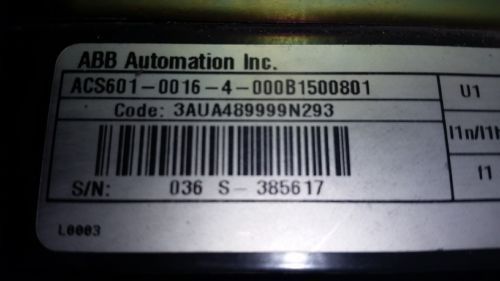 ABB Automation Inc.
ACS601-0016-4-000B1500801
U1
Code: 3AUA489999N293
I1n/I1h
I1
S/N: 036 S-385617
L0003